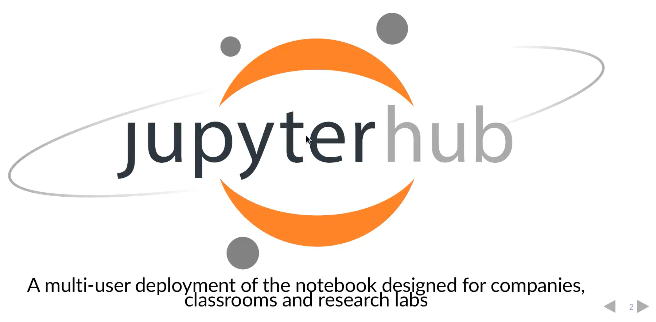 jupyterhub
A multi-user deployment of the notebook designed for companies,
classrooms and research labs
2